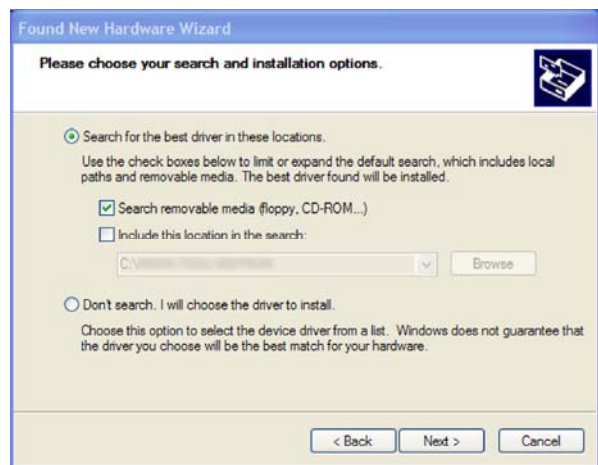 Found New Hardware Wizard
Please choose your search and installation options.
Search for the best driver in these locations.
Use the check boxes below to limit or expand the default search, which includes local
paths and removable media. The best driver found will be installed.
Search removable media (floppy, CD-ROM...)
Include this location in the search:
C:\
Browse
Don't search. I will choose the driver to install.
Choose this option to select the device driver from a list. Windows does not guarantee that
the driver you choose will be the best match for your hardware.
< Back Next > Cancel